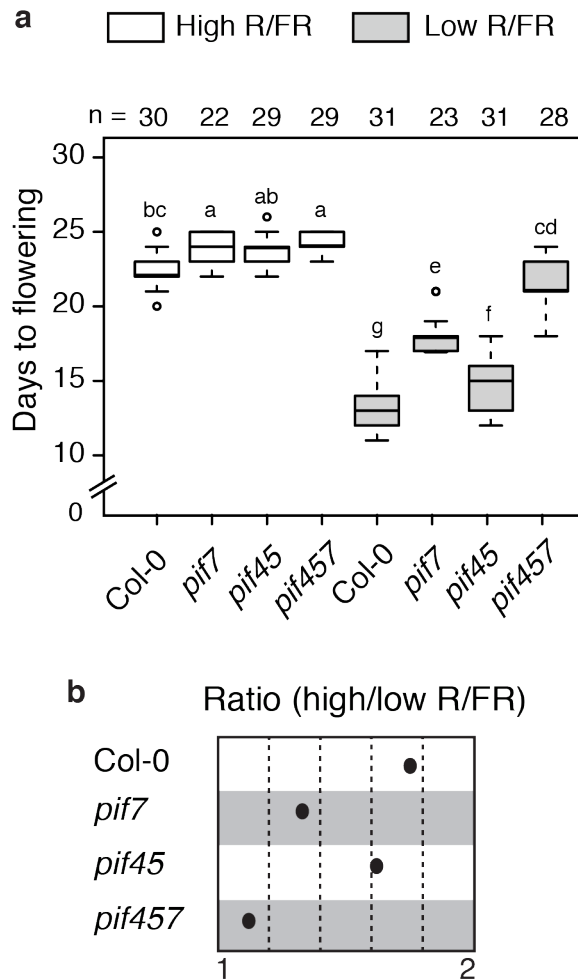 a
High R/FR Low R/FR
n = 30 22 29 29 31 23 31 28
30
25
20
15
10
0
Days to flowering
bc a ab a g e f cd
Col-0 pif7 pif45 pif457 Col-0 pif7 pif45 pif457
b
Ratio (high/low R/FR)
Col-0
pif7
pif45
pif457
1 2